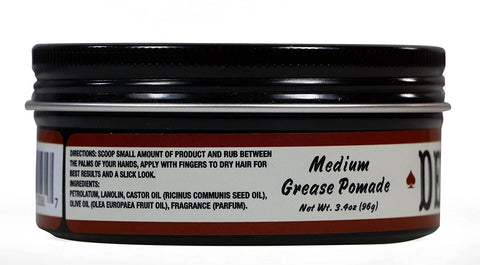 DIRECTIONS: SCOOP SMALL AMOUNT OF PRODUCT AND RUB BETWEEN
THE PALMS OF YOUR HANDS, APPLY WITH FINGERS TO DRY HAIR FOR
BEST RESULTS AND A SLICK LOOK.
INGREDIENTS:
PETROLATUM, LANOLIN, CASTOR OIL (RICINUS COMMUNIS SEED OIL),
OLIVE OIL (OLEA EUROPAEA FRUIT OIL), FRAGRANCE (PARFUM).
7
Medium
Grease Pomade
Net Wt. 3.4oz (96g)
DE